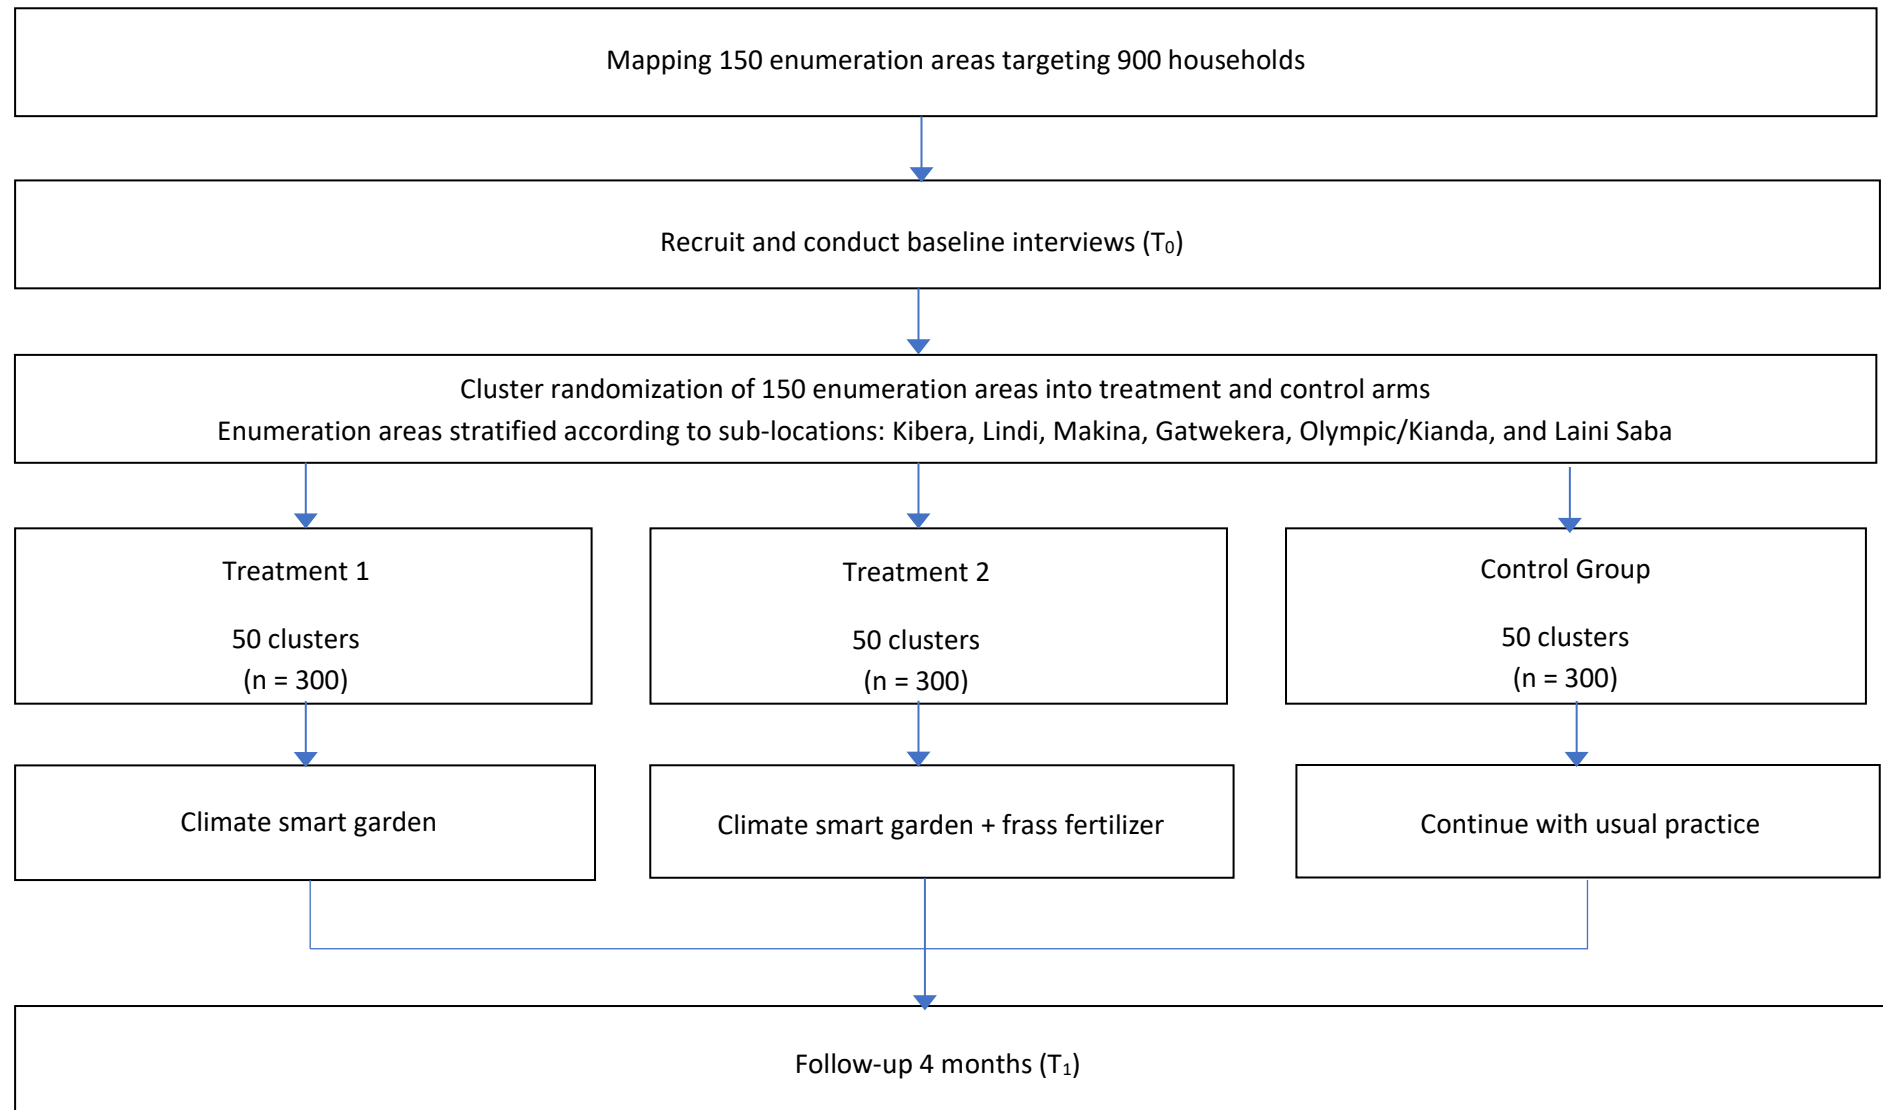 Mapping 150 enumeration areas targeting 900 households
Recruit and conduct baseline interviews (T₀)
Cluster randomization of 150 enumeration areas into treatment and control arms
Enumeration areas stratified according to sub-locations: Kibera, Lindi, Makina, Gatwekera, Olympic/Kianda, and Laini Saba
Treatment 1
50 clusters
(n = 300)
Treatment 2
50 clusters
(n = 300)
Control Group
50 clusters
(n = 300)
Climate smart garden
Climate smart garden + frass fertilizer
Continue with usual practice
Follow-up 4 months (T₁)